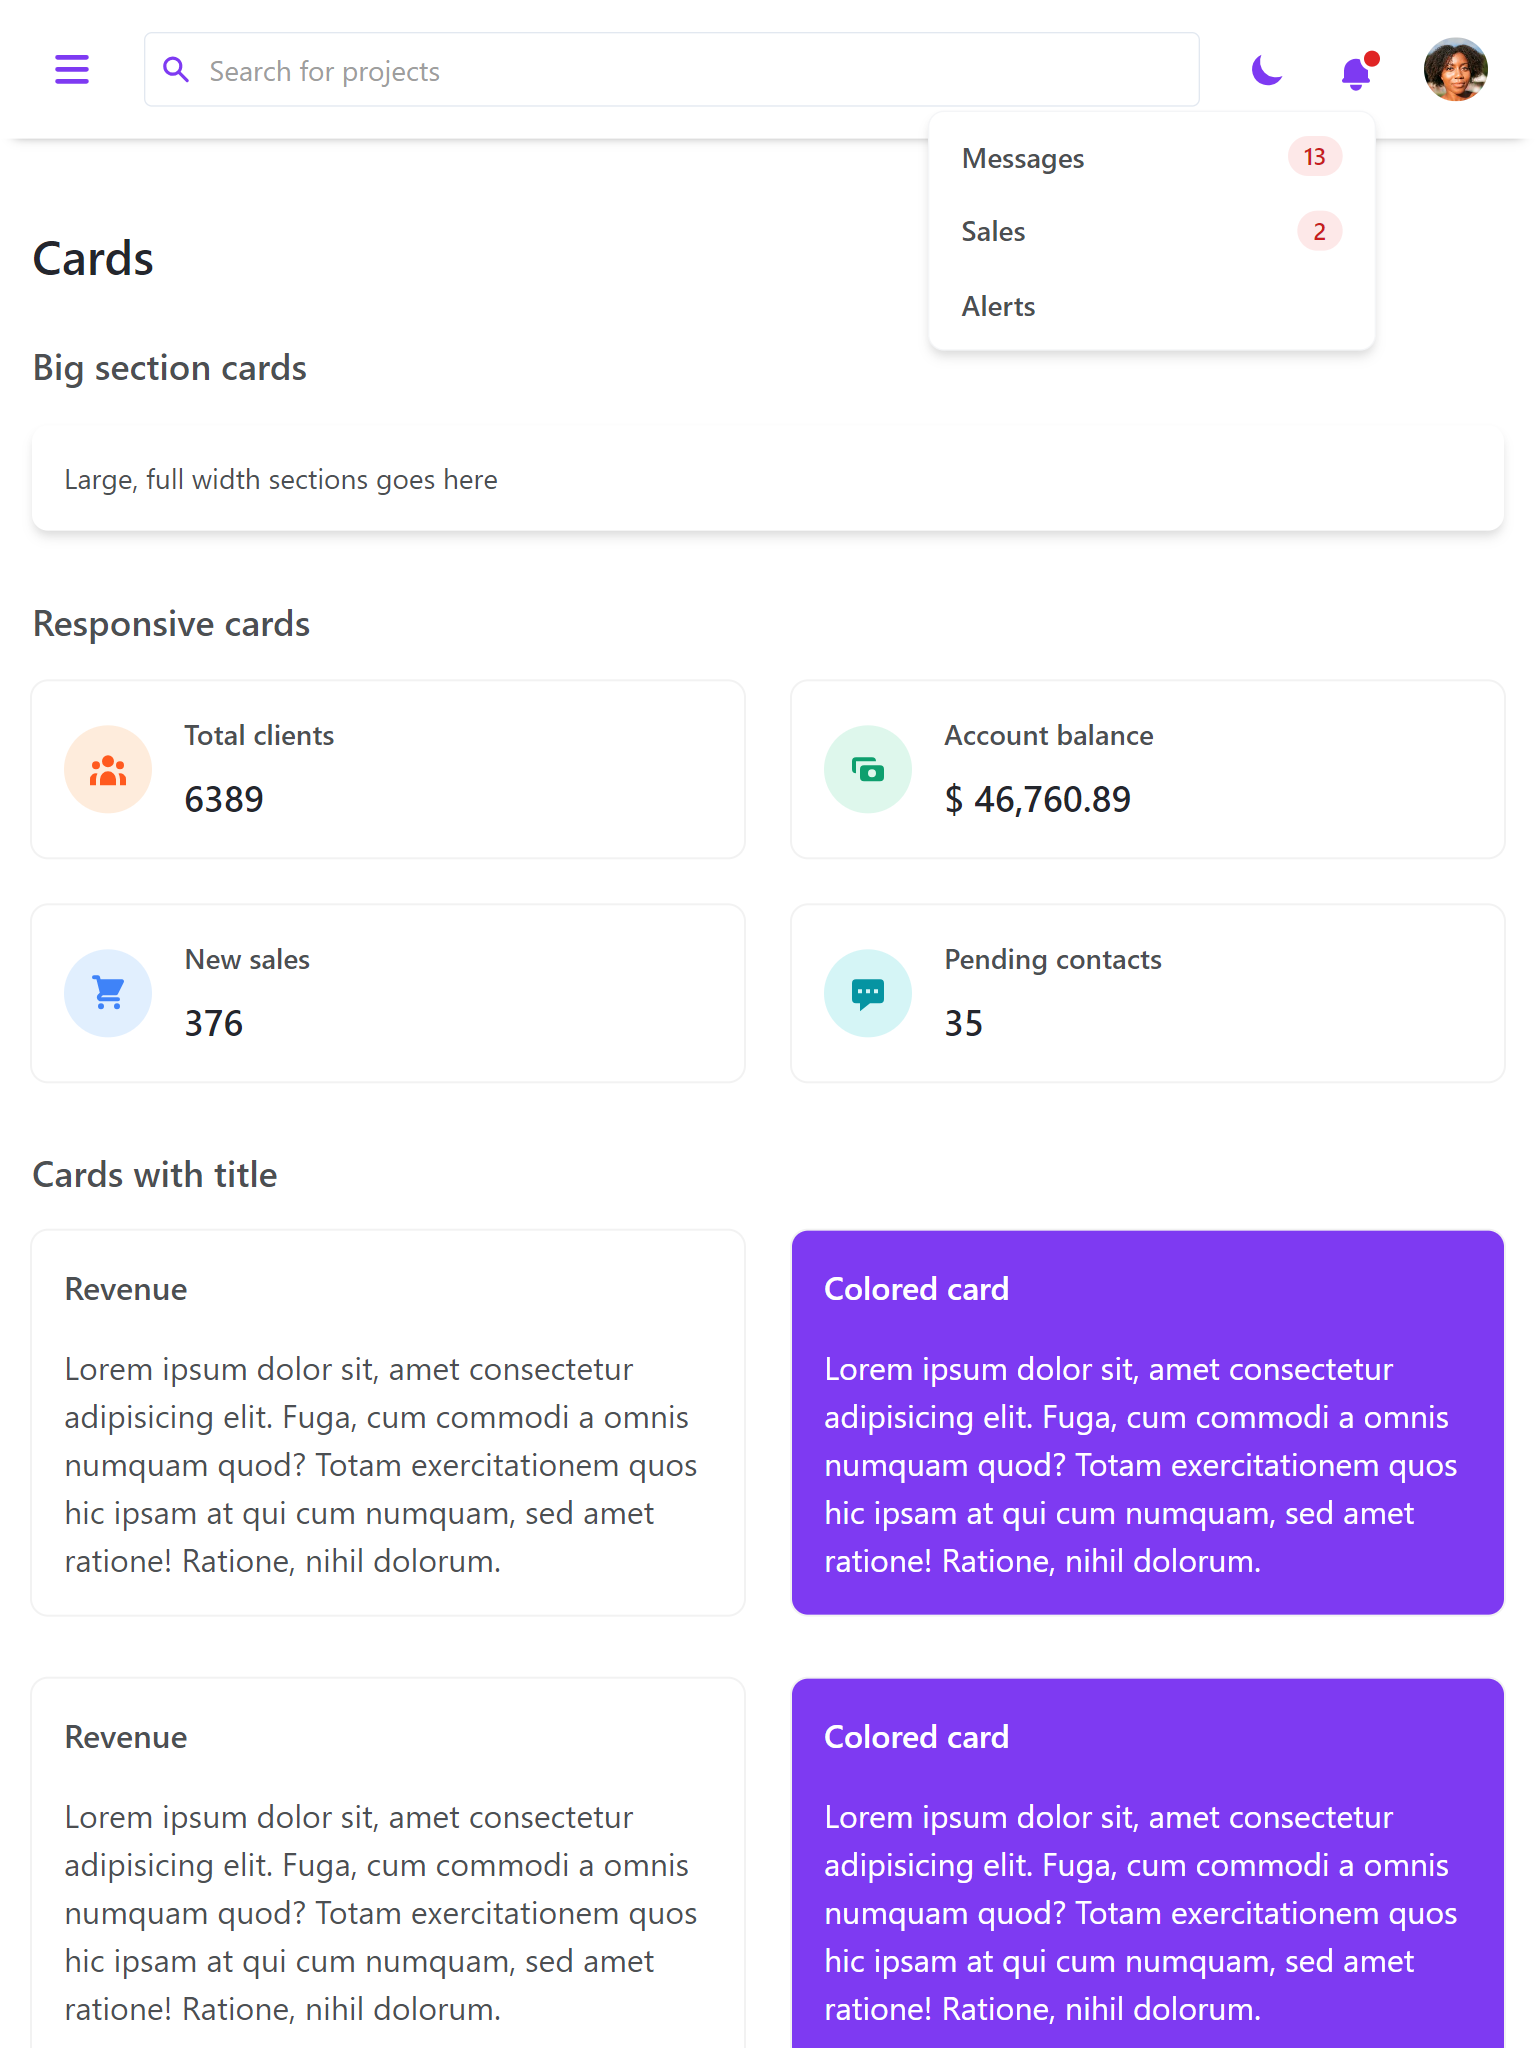 Search for projects
Messages 13
Sales 2
Alerts
Cards
Big section cards
Large, full width sections goes here
Responsive cards
Total clients
6389
Account balance
$ 46,760.89
New sales
376
Pending contacts
35
Cards with title
Revenue
Lorem ipsum dolor sit, amet consectetur
adipisicing elit. Fuga, cum commodi a omnis
numquam quod? Totam exercitationem quos
hic ipsam at qui cum numquam, sed amet
ratione! Ratione, nihil dolorum.
Colored card
Lorem ipsum dolor sit, amet consectetur
adipisicing elit. Fuga, cum commodi a omnis
numquam quod? Totam exercitationem quos
hic ipsam at qui cum numquam, sed amet
ratione! Ratione, nihil dolorum.
Revenue
Lorem ipsum dolor sit, amet consectetur
adipisicing elit. Fuga, cum commodi a omnis
numquam quod? Totam exercitationem quos
hic ipsam at qui cum numquam, sed amet
ratione! Ratione, nihil dolorum.
Colored card
Lorem ipsum dolor sit, amet consectetur
adipisicing elit. Fuga, cum commodi a omnis
numquam quod? Totam exercitationem quos
hic ipsam at qui cum numquam, sed amet
ratione! Ratione, nihil dolorum.